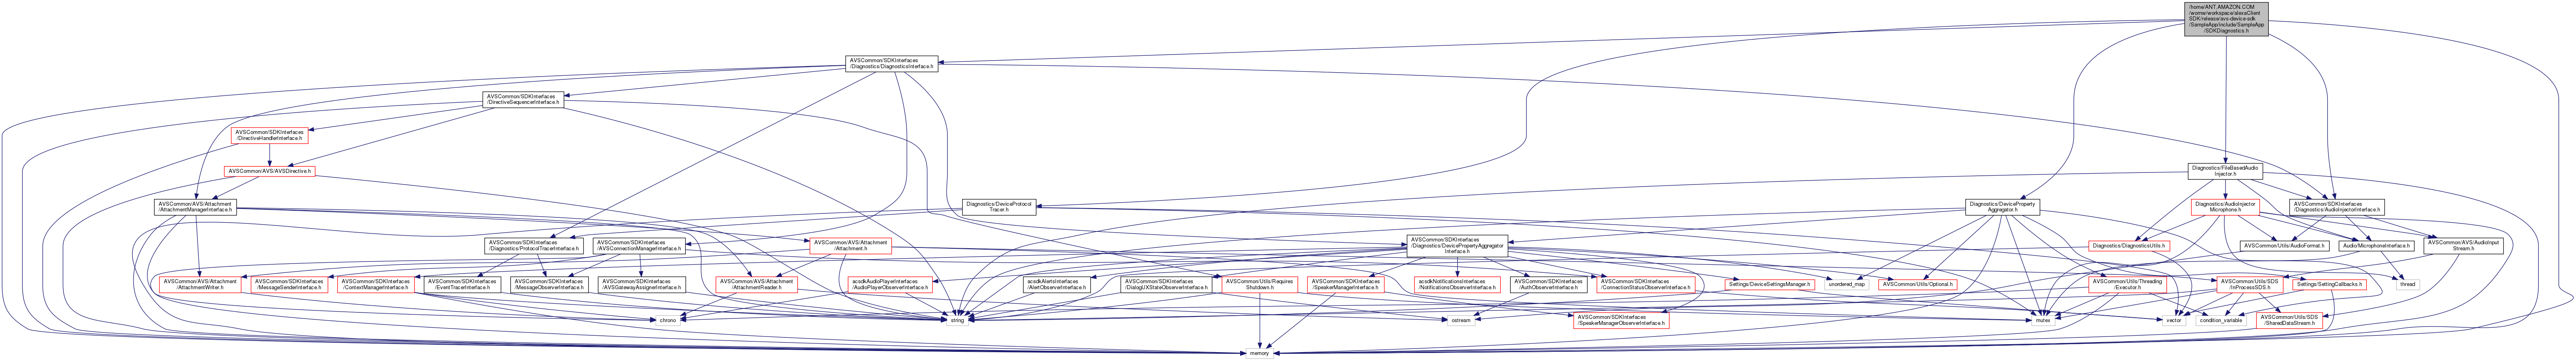 /home/ANT.AMAZON.COM
/womw/workspace/alexaClient
SDK/release/avs-device-sdk
/SampleApp/include/SampleApp
/SDKDiagnostics.h
AVSCommon/SDKInterfaces
/Diagnostics/DiagnosticsInterface.h
AVSCommon/SDKInterfaces
/DirectiveSequencerInterface.h
AVSCommon/SDKInterfaces
/DirectiveHandlerInterface.h
AVSCommon/AVS/AVSDirective.h
Diagnostics/FileBasedAudio
Injector.h
AVSCommon/AVS/Attachment
/AttachmentManagerInterface.h
Diagnostics/DeviceProtocol
Tracer.h
Diagnostics/DeviceProperty
Aggregator.h
Diagnostics/AudioInjector
Microphone.h
AVSCommon/SDKInterfaces
/Diagnostics/AudioInjectorInterface.h
AVSCommon/SDKInterfaces
/Diagnostics/ProtocolTracerInterface.h
AVSCommon/SDKInterfaces
/AVSConnectionManagerInterface.h
AVSCommon/AVS/Attachment
/Attachment.h
AVSCommon/SDKInterfaces
/Diagnostics/DevicePropertyAggregator
Interface.h
Diagnostics/DiagnosticsUtils.h
AVSCommon/Utils/AudioFormat.h
Audio/MicrophoneInterface.h
AVSCommon/AVS/AudioInput
Stream.h
AVSCommon/AVS/Attachment
/AttachmentWriter.h
AVSCommon/SDKInterfaces
/MessageSenderInterface.h
AVSCommon/SDKInterfaces
/ContextManagerInterface.h
AVSCommon/SDKInterfaces
/EventTracerInterface.h
AVSCommon/SDKInterfaces
/MessageObserverInterface.h
AVSCommon/SDKInterfaces
/AVSGatewayAssignerInterface.h
AVSCommon/AVS/Attachment
/AttachmentReader.h
acsdkAudioPlayerInterfaces
/AudioPlayerObserverInterface.h
acsdkAlertsInterfaces
/AlertObserverInterface.h
AVSCommon/SDKInterfaces
/DialogUXStateObserverInterface.h
AVSCommon/Utils/Requires
Shutdown.h
AVSCommon/SDKInterfaces
/SpeakerManagerInterface.h
acsdkNotificationsInterfaces
/NotificationsObserverInterface.h
AVSCommon/SDKInterfaces
/AuthObserverInterface.h
AVSCommon/SDKInterfaces
/ConnectionStatusObserverInterface.h
Settings/DeviceSettingsManager.h
unordered_map
AVSCommon/Utils/Optional.h
AVSCommon/Utils/Threading
/Executor.h
AVSCommon/Utils/SDS
/InProcessSDS.h
Settings/SettingCallbacks.h
thread
chrono
string
ostream
AVSCommon/SDKInterfaces
/SpeakerManagerObserverInterface.h
mutex
vector
condition_variable
AVSCommon/Utils/SDS
/SharedDataStream.h
memory